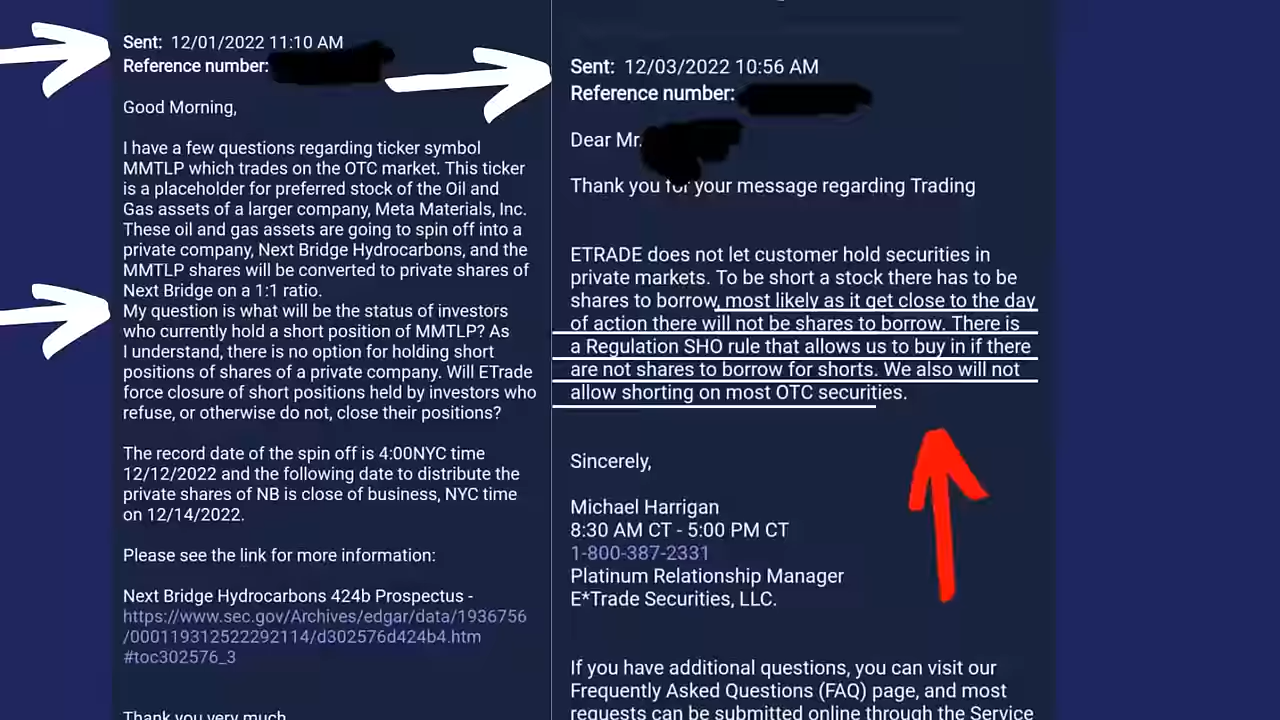 Sent: 12/01/2022 11:10 AM
Reference number:
Good Morning,
I have a few questions regarding ticker symbol
MMTLP which trades on the OTC market. This ticker
is a placeholder for preferred stock of the Oil and
Gas assets of a larger company, Meta Materials, Inc.
These oil and gas assets are going to spin off into a
private company, Next Bridge Hydrocarbons, and the
MMTLP shares will be converted to private shares of
Next Bridge on a 1:1 ratio.
My question is what will be the status of investors
who currently hold a short position of MMTLP? As
I understand, there is no option for holding short
positions of shares of a private company. Will ETrade
force closure of short positions held by investors who
refuse, or otherwise do not, close their positions?
The record date of the spin off is 4:00NYC time
12/12/2022 and the following date to distribute the
private shares of NB is close of business, NYC time
on 12/14/2022.
Please see the link for more information:
Next Bridge Hydrocarbons 424b Prospectus -
https://www.sec.gov/Archives/edgar/data/1936756
/000119312522292114/d302576d424b4.htm
#toc302576_3
Thank you very much
Sent: 12/03/2022 10:56 AM
Reference number:
Dear Mr.
Thank you for your message regarding Trading
ETRADE does not let customer hold securities in
private markets. To be short a stock there has to be
shares to borrow, most likely as it get close to the day
of action there will not be shares to borrow. There is
a Regulation SHO rule that allows us to buy in if there
are not shares to borrow for shorts. We also will not
allow shorting on most OTC securities.
Sincerely,
Michael Harrigan
8:30 AM CT - 5:00 PM CT
1-800-387-2331
Platinum Relationship Manager
E*Trade Securities, LLC.
If you have additional questions, you can visit our
Frequently Asked Questions (FAQ) page, and most
requests can be submitted online through the Service